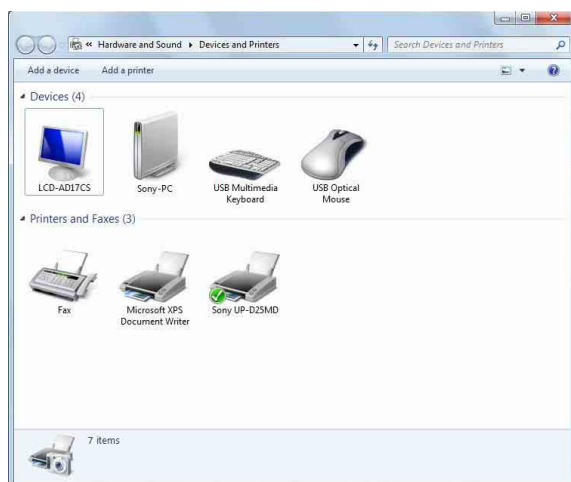 « Hardware and Sound ▸ Devices and Printers
Search Devices and Printers
Add a device Add a printer
Devices (4)
LCD-AD17CS
Sony-PC
USB Multimedia
Keyboard
USB Optical
Mouse
Printers and Faxes (3)
Fax
Microsoft XPS
Document Writer
Sony UP-D25MD
7 items